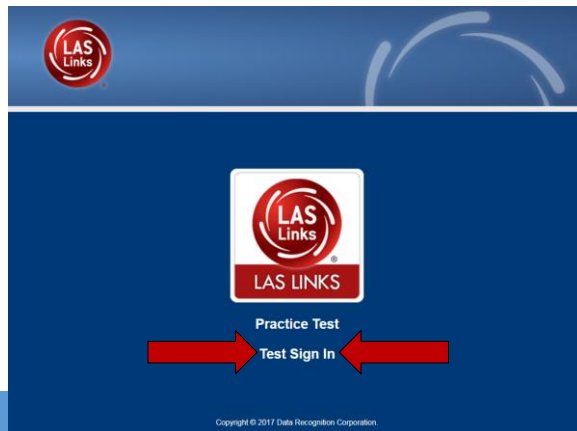 LAS
Links
®
LAS
Links
®
LAS LINKS
Practice Test
Test Sign In
Copyright © 2017 Data Recognition Corporation.